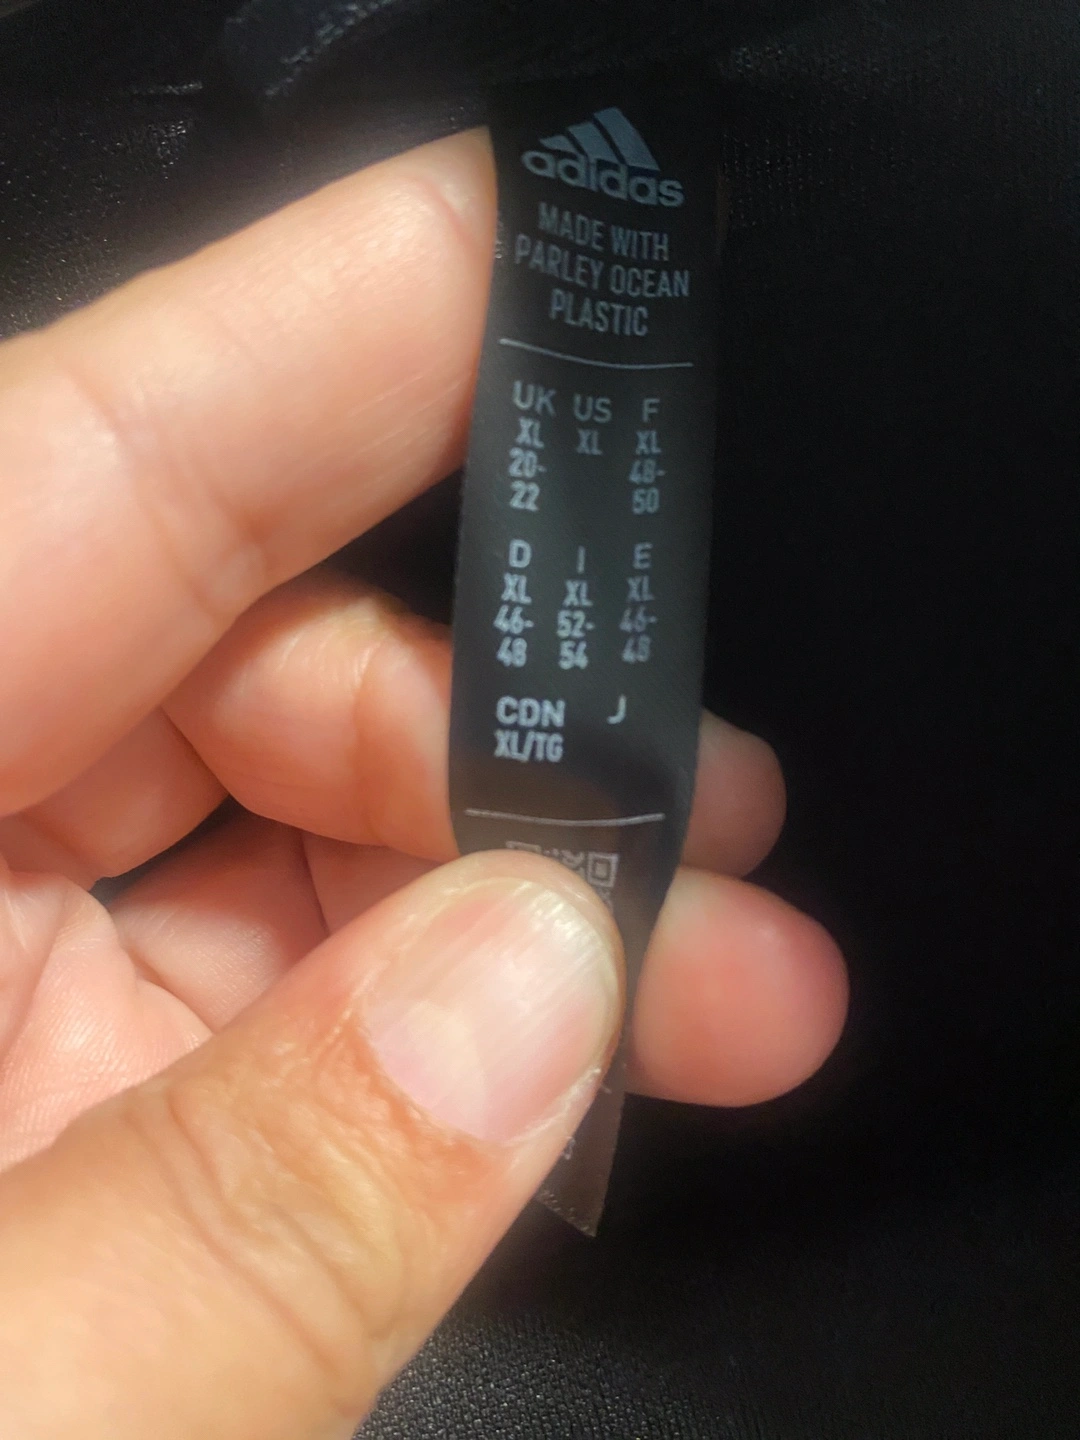 adidas
MADE WITH
PARLEY OCEAN
PLASTIC
UK US F
XL XL XL
20- 48-
22 50
D I E
XL XL XL
46- 52- 46-
48 54 48
CDN J
XL/TG